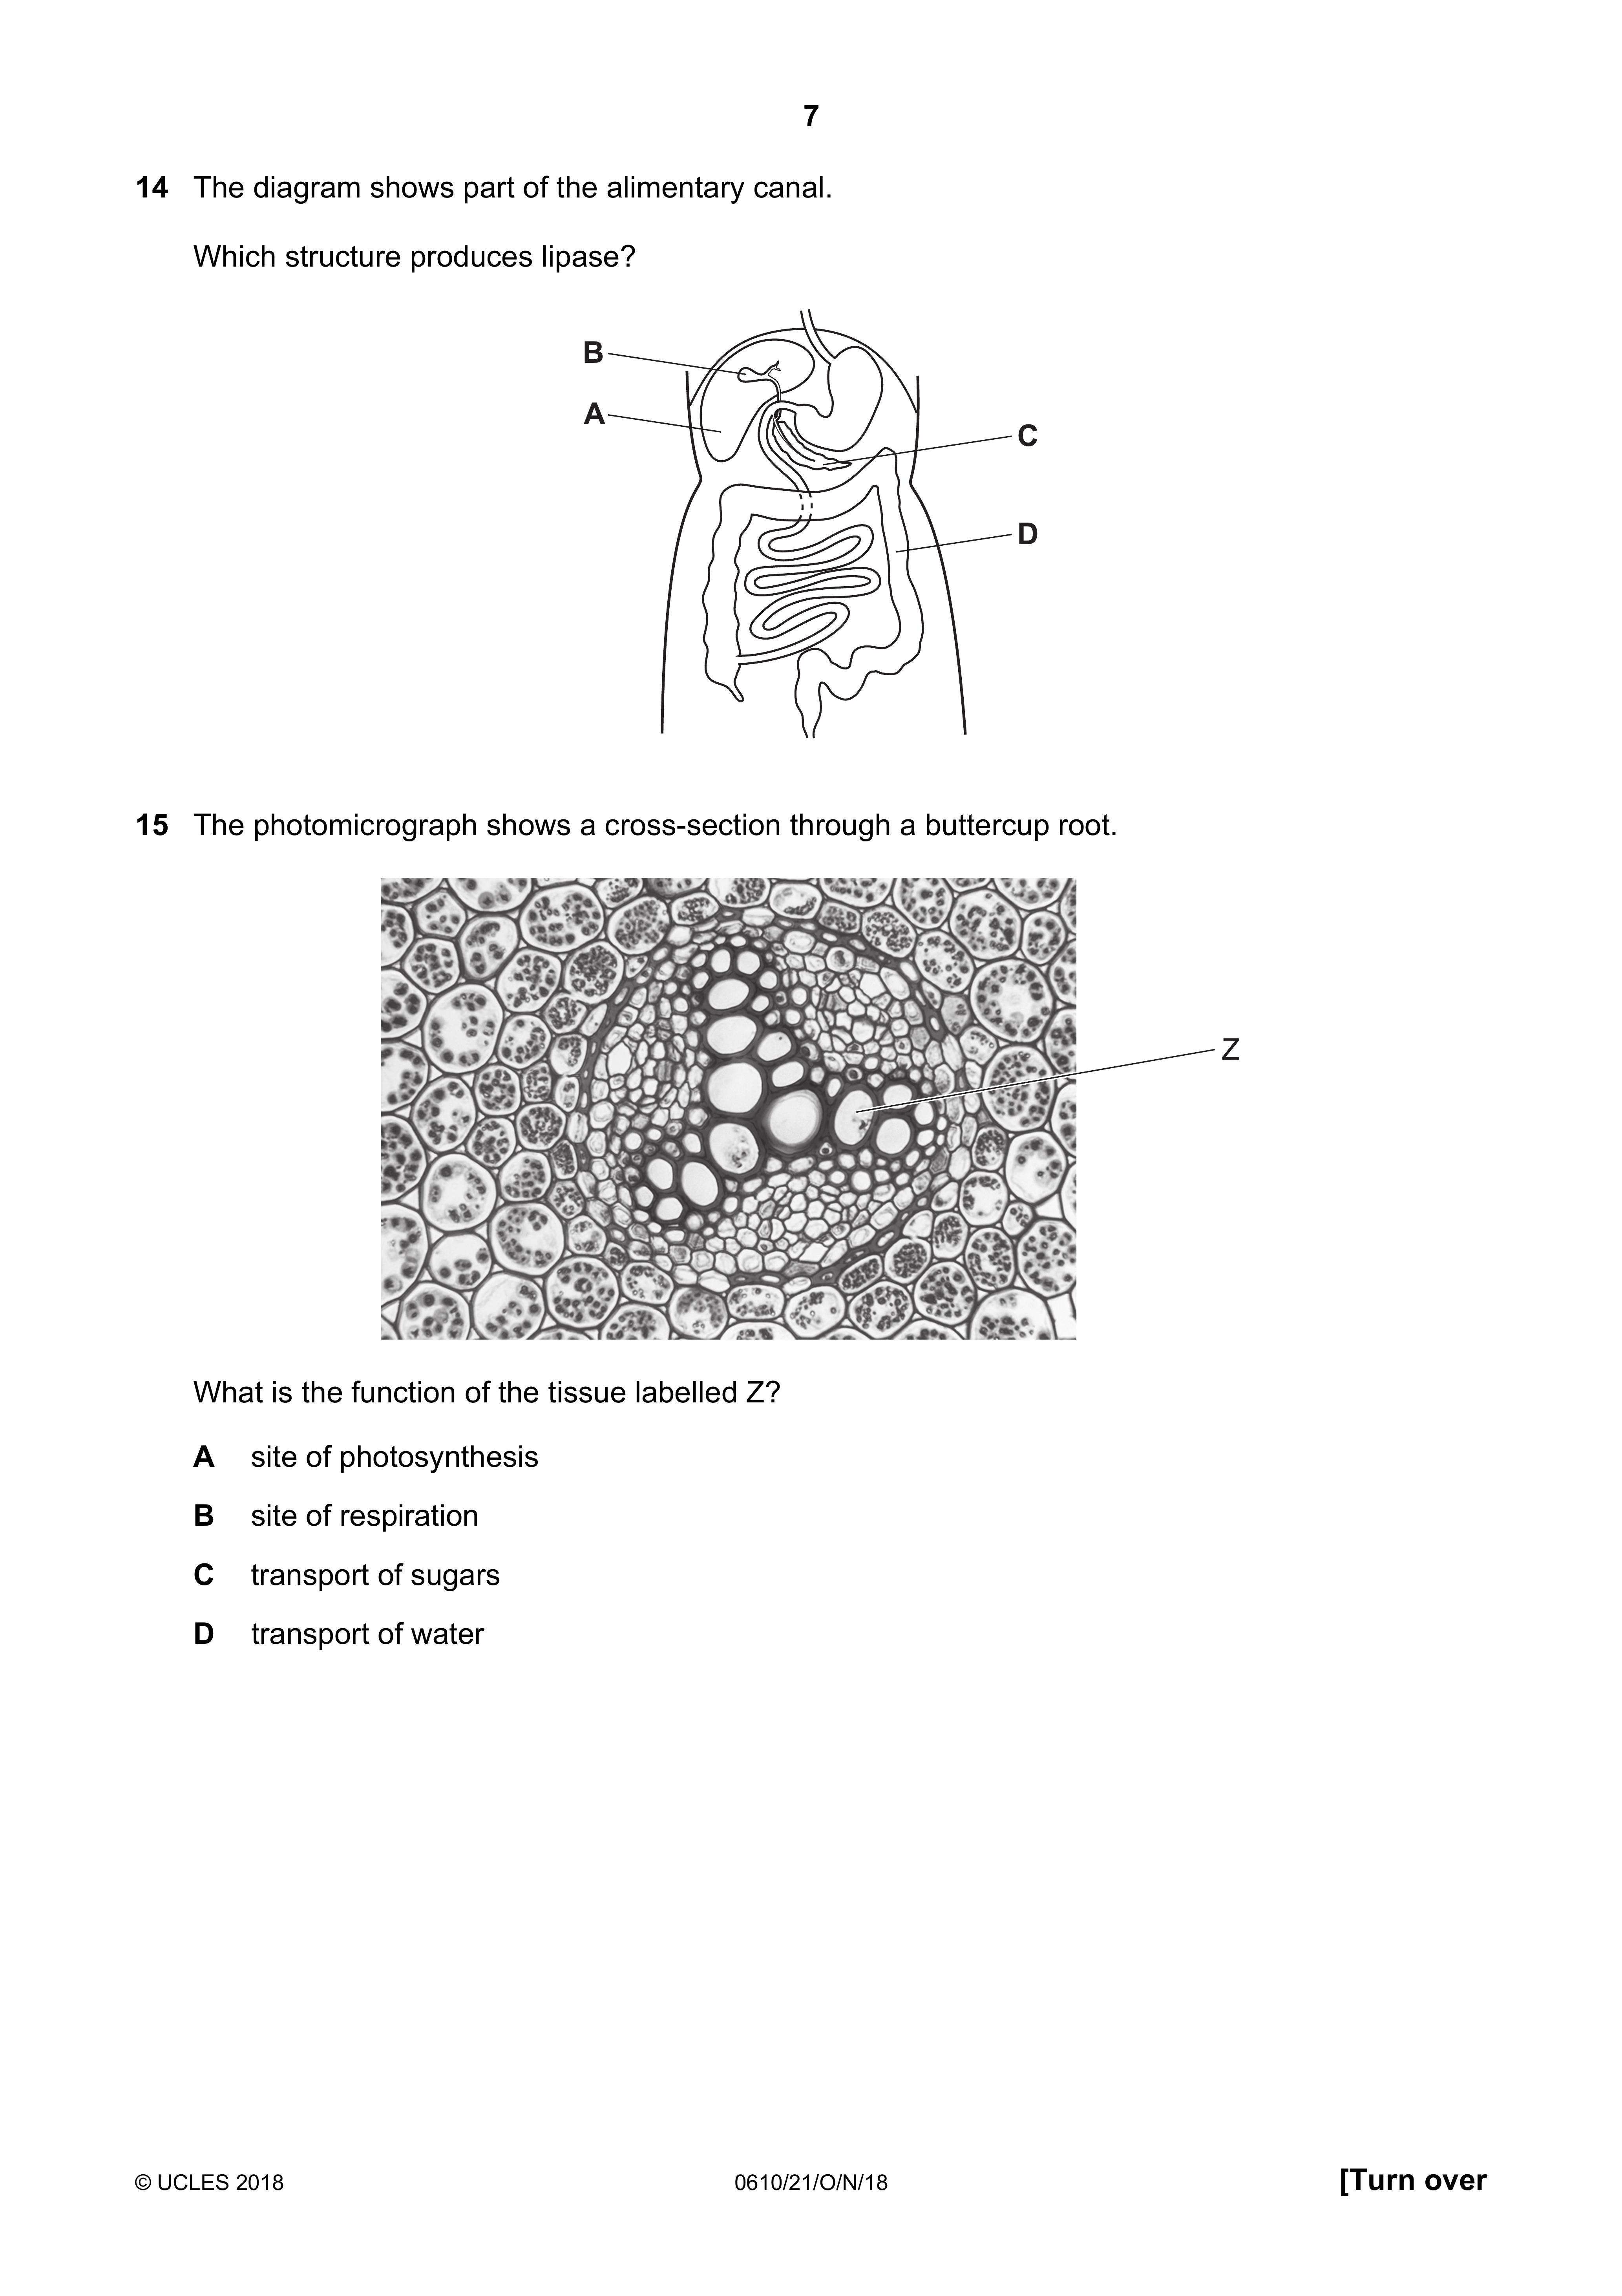 7
14 The diagram shows part of the alimentary canal.
Which structure produces lipase?
B
A
C
D
15 The photomicrograph shows a cross-section through a buttercup root.
Z
What is the function of the tissue labelled Z?
A site of photosynthesis
B site of respiration
C transport of sugars
D transport of water
© UCLES 2018 0610/21/O/N/18 [Turn over